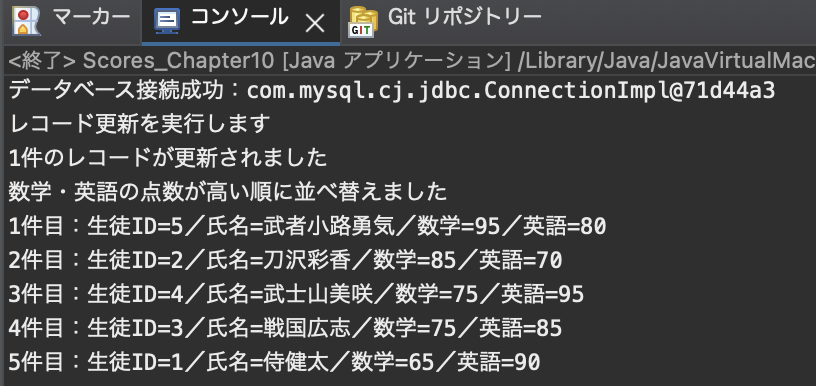 マーカー コンソール Git リポジトリー
<終了> Scores_Chapter10 [Java アプリケーション] /Library/Java/JavaVirtualMac
データベース接続成功：com.mysql.cj.jdbc.ConnectionImpl@71d44a3
レコード更新を実行します
1件のレコードが更新されました
数学・英語の点数が高い順に並べ替えました
1件目：生徒ID=5／氏名=武者小路勇気／数学=95／英語=80
2件目：生徒ID=2／氏名=刀沢彩香／数学=85／英語=70
3件目：生徒ID=4／氏名=武士山美咲／数学=75／英語=95
4件目：生徒ID=3／氏名=戦国広志／数学=75／英語=85
5件目：生徒ID=1／氏名=侍健太／数学=65／英語=90